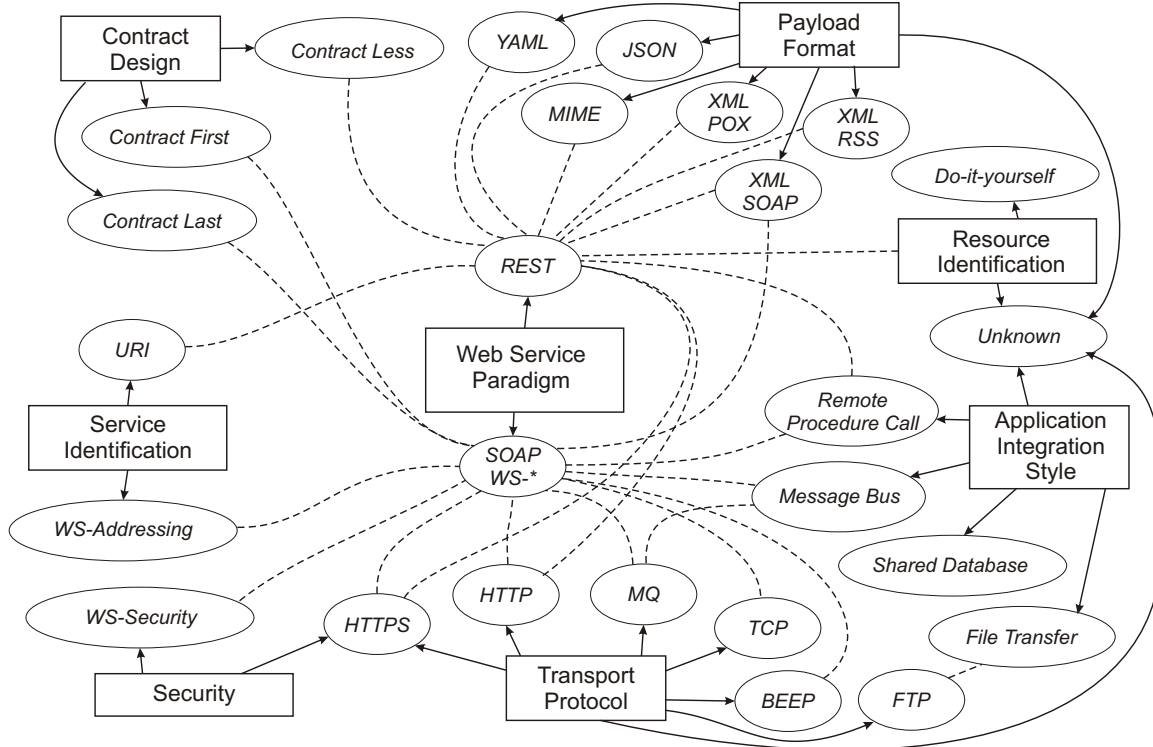 Contract
Design
Contract Less
YAML
JSON
Payload
Format
MIME
XML
POX
XML
RSS
Contract First
Do-it-yourself
XML
SOAP
Contract Last
Resource
Identification
REST
URI
Unknown
Web Service
Paradigm
Remote
Procedure Call
Service
Identification
Application
Integration
Style
SOAP
WS-*
Message Bus
WS-Addressing
Shared Database
HTTP
MQ
WS-Security
HTTPS
TCP
File Transfer
Security
Transport
Protocol
BEEP
FTP